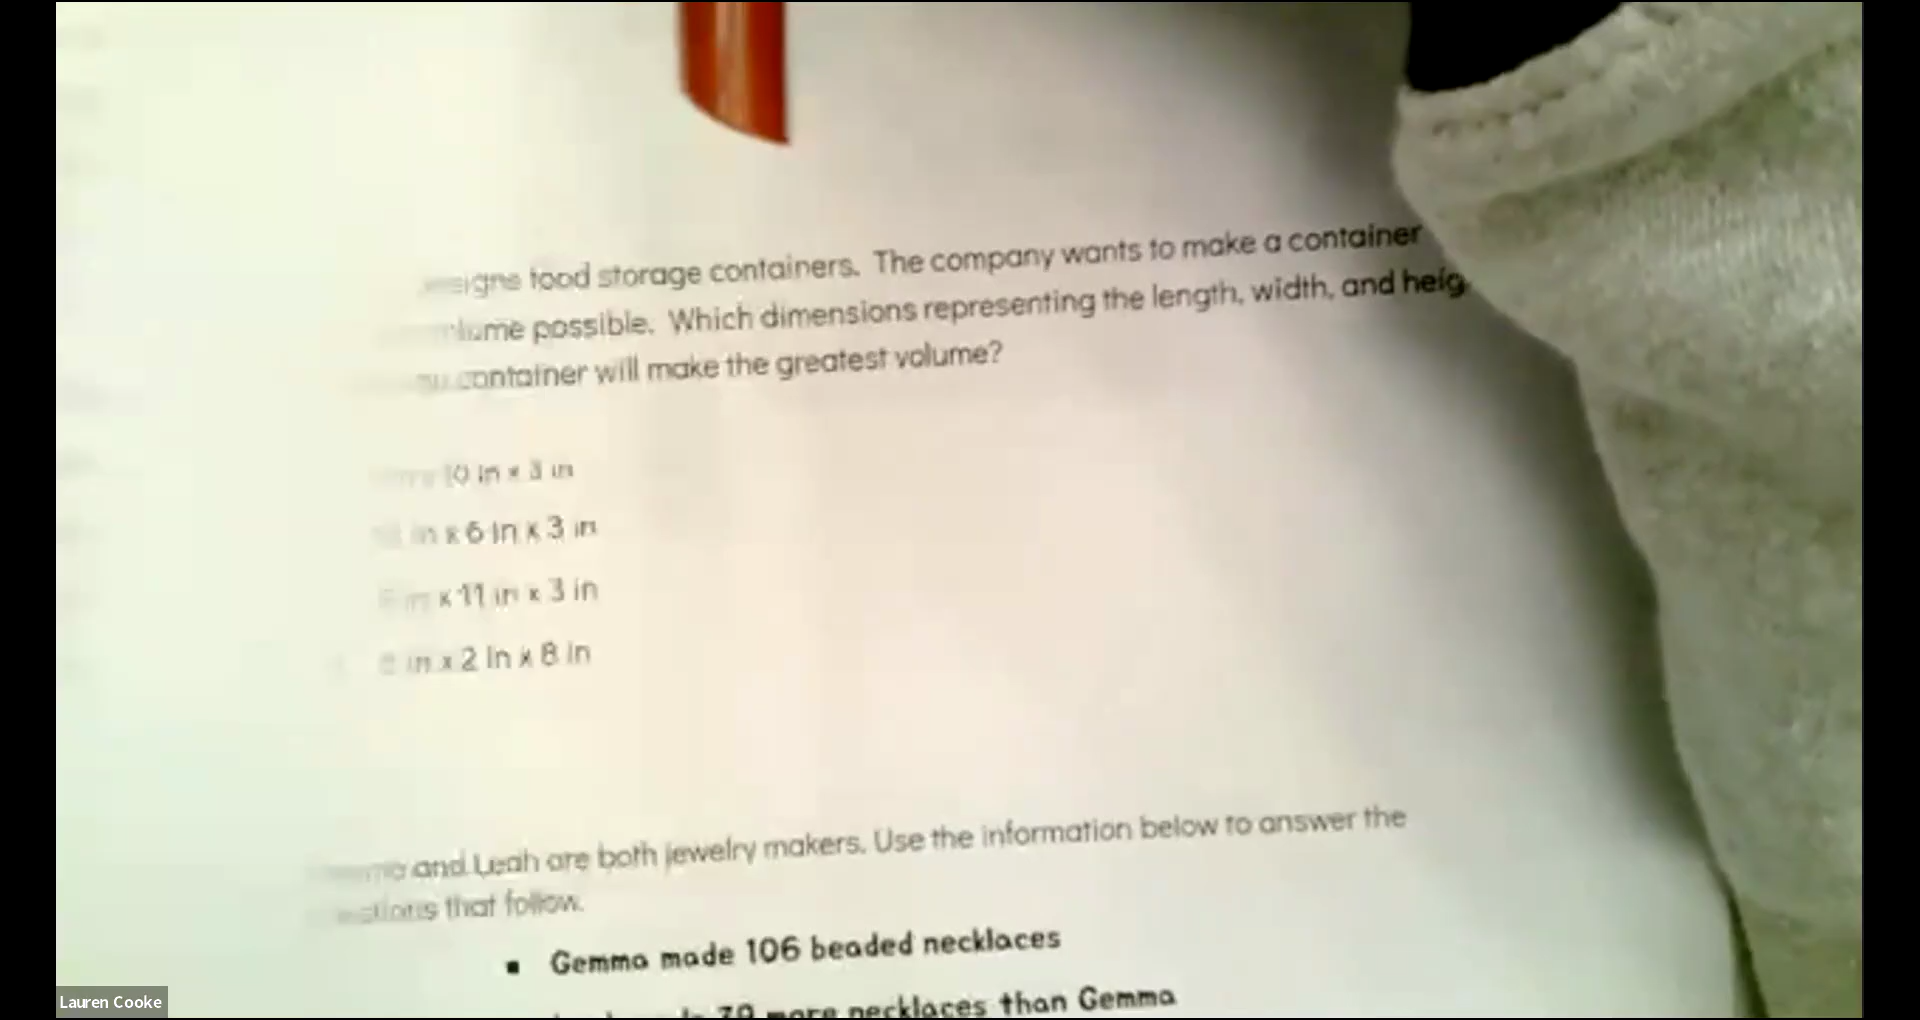 food storage containers. The company wants to make a container
possible. Which dimensions representing the length, width, and heig
container will make the greatest volume?
10 in x 3 in
in x 6 in x 3 in
in x 11 in x 3 in
in x 2 in x 8 in
and Leah are both jewelry makers. Use the information below to answer the
that follow.
▪ Gemma made 106 beaded necklaces
more necklaces than Gemma
Lauren Cooke